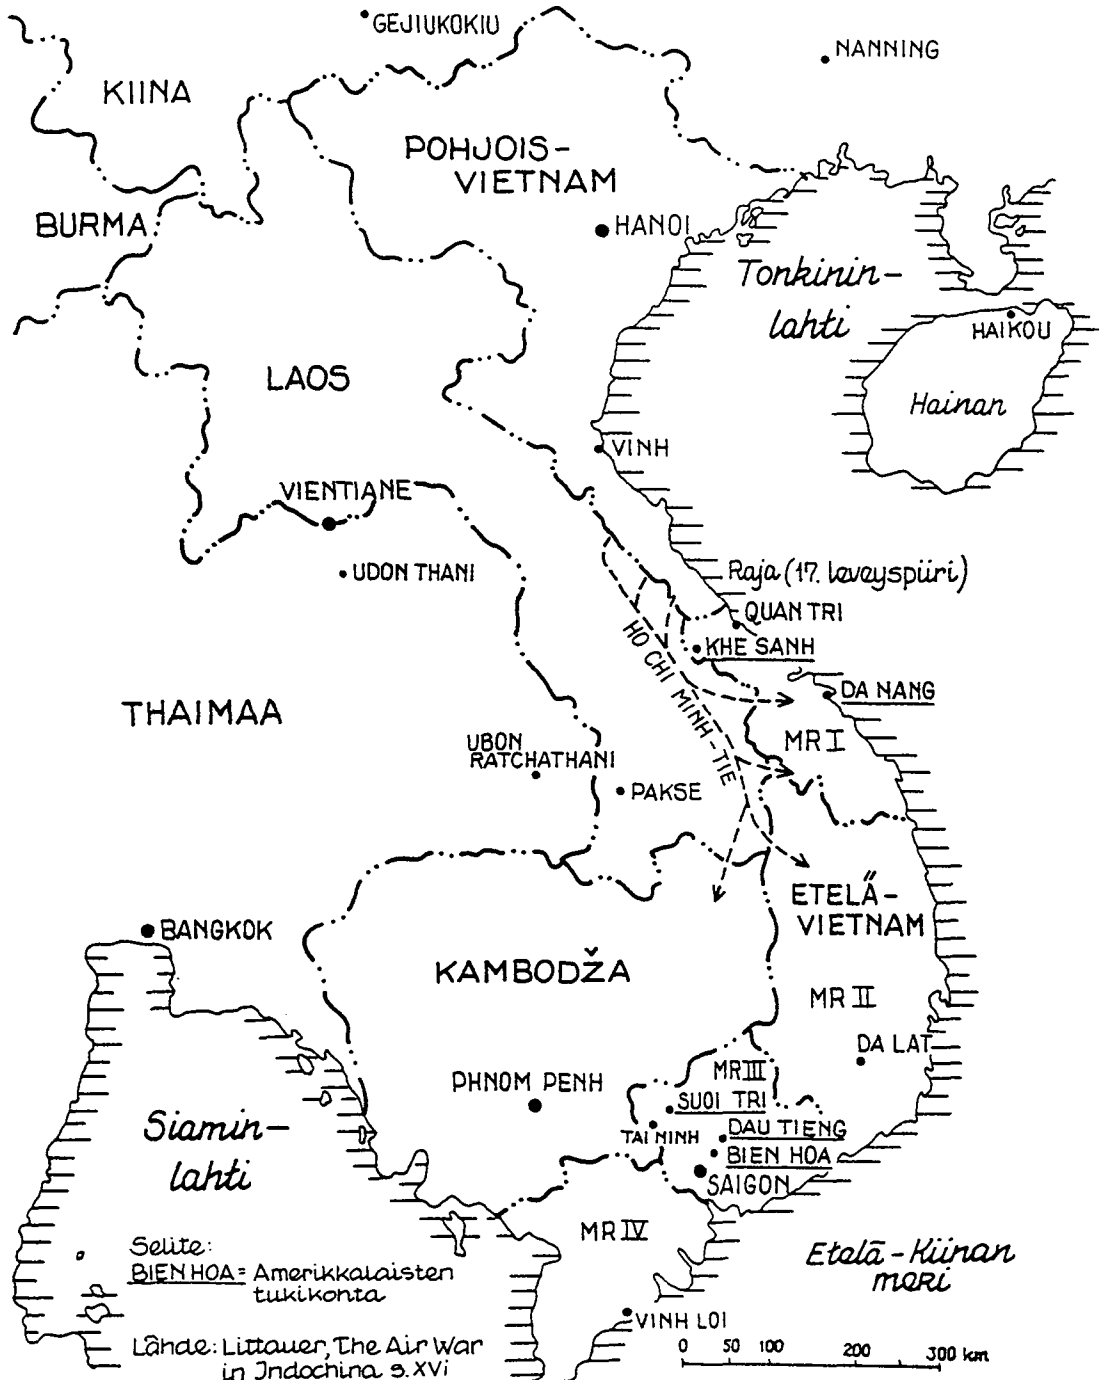 GEJIUKOKIU
NANNING
KIINA
POHJOIS-
VIETNAM
BURMA
HANOI
Tonkinin-
lahti
HAIKOU
LAOS
Hainan
VINH
VIENTIANE
UDON THANI
Raja (17. leveyspiiri)
QUAN TRI
KHE SANH
HO CHI MINH-TIE
DA NANG
THAIMAA
MR I
UBON
RATCHATHANI
PAKSE
ETELÄ-
VIETNAM
BANGKOK
KAMBODŽA
MR II
DA LAT
MR III
PHNOM PENH
SUOI TRI
TAI NINH
DAU TIENG
BIEN HOA
SAIGON
Siamin-
lahti
MR IV
Etelä-Kiinan
meri
Selite:
BIEN HOA = Amerikkalaisten
tukikohta
VINH LOI
Lähde: Littauer, The Air War
in Indochina s. XVi
0 50 100 200 300 km